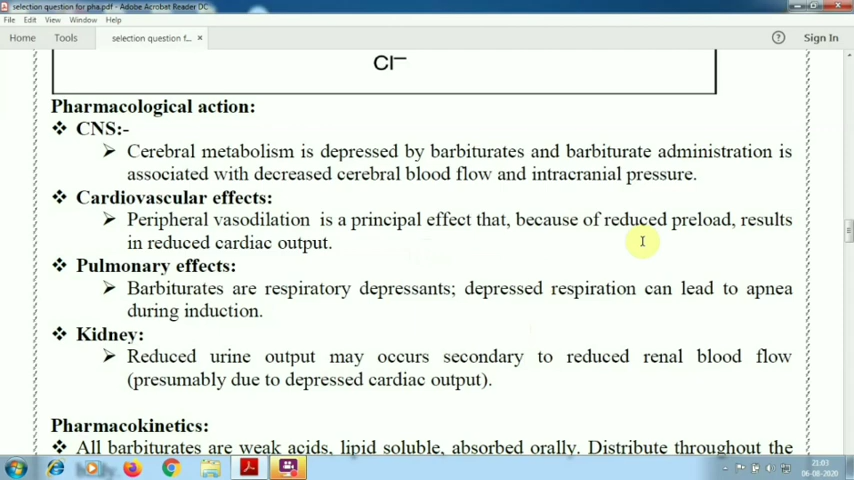 selection question for pha.pdf - Adobe Acrobat Reader DC
File Edit View Window Help
Home Tools selection question f... × Sign In
Cl−
Pharmacological action:
❖ CNS:-
➤ Cerebral metabolism is depressed by barbiturates and barbiturate administration is
associated with decreased cerebral blood flow and intracranial pressure.
❖ Cardiovascular effects:
➤ Peripheral vasodilation is a principal effect that, because of reduced preload, results
in reduced cardiac output.
❖ Pulmonary effects:
➤ Barbiturates are respiratory depressants; depressed respiration can lead to apnea
during induction.
❖ Kidney:
➤ Reduced urine output may occurs secondary to reduced renal blood flow
(presumably due to depressed cardiac output).
Pharmacokinetics:
❖ All barbiturates are weak acids, lipid soluble, absorbed orally. Distribute throughout the
21:03
06-08-2020